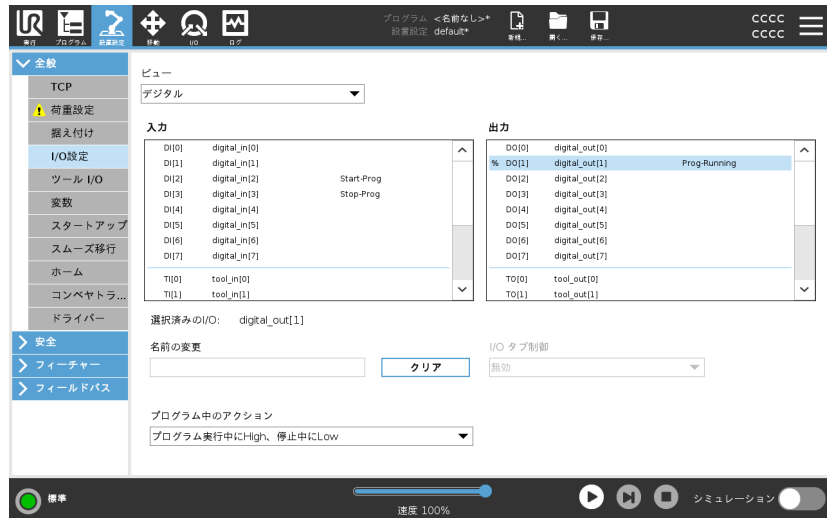 プログラム <名前なし>*
設置設定 default*
cccc
cccc
実行
プログラム
設置設定
移動
I/O
ログ
新規...
開く...
保存...
全般
TCP
荷重設定
据え付け
I/O設定
ツール I/O
変数
スタートアップ
スムーズ移行
ホーム
コンベヤトラ...
ドライバー
安全
フィーチャー
フィールドバス
ビュー
デジタル
入力
DI[0] digital_in[0]
DI[1] digital_in[1]
DI[2] digital_in[2] Start-Prog
DI[3] digital_in[3] Stop-Prog
DI[4] digital_in[4]
DI[5] digital_in[5]
DI[6] digital_in[6]
DI[7] digital_in[7]
TI[0] tool_in[0]
TI[1] tool_in[1]
出力
DO[0] digital_out[0]
% DO[1] digital_out[1] Prog-Running
DO[2] digital_out[2]
DO[3] digital_out[3]
DO[4] digital_out[4]
DO[5] digital_out[5]
DO[6] digital_out[6]
DO[7] digital_out[7]
TO[0] tool_out[0]
TO[1] tool_out[1]
選択済みのI/O: digital_out[1]
名前の変更
クリア
I/O タブ制御
無効
プログラム中のアクション
プログラム実行中にHigh、停止中にLow
標準
速度 100%
シミュレーション